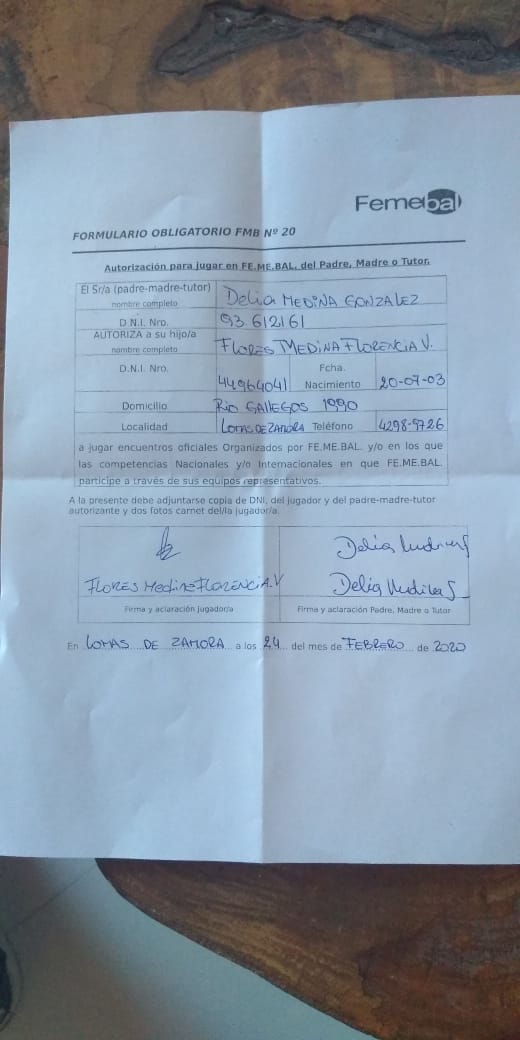 Femebal
FORMULARIO OBLIGATORIO FMB Nº 20
Autorización para jugar en FE.ME.BAL. del Padre, Madre o Tutor.
El Sr/a (padre-madre-tutor)
nombre completo
Delia MEDINA GONZALEZ
D.N.I. Nro.
93.612161
AUTORIZA a su hijo/a
nombre completo
FLORES MEDINA FLORENCIA V.
D.N.I. Nro.
44964041
Fcha.
Nacimiento
20-07-03
Domicilio
Rio GALLEGOS 1990
Localidad
LOMAS DE ZAMORA
Teléfono
4298-9726
a jugar encuentros oficiales Organizados por FE.ME.BAL. y/o en los que
las competencias Nacionales y/o Internacionales en que FE.ME.BAL.
participe a través de sus equipos representativos.
A la presente debe adjuntarse copia de DNI, del jugador y del padre-madre-tutor
autorizante y dos fotos carnet del/la jugador/a.
Delia
FLORES Medina FLORENCIA.V
Delia
Firma y aclaración Jugador/a
Firma y aclaración Padre, Madre o Tutor
En LOMAS DE ZAMORA a los 24 del mes de FEBRERO de 2020